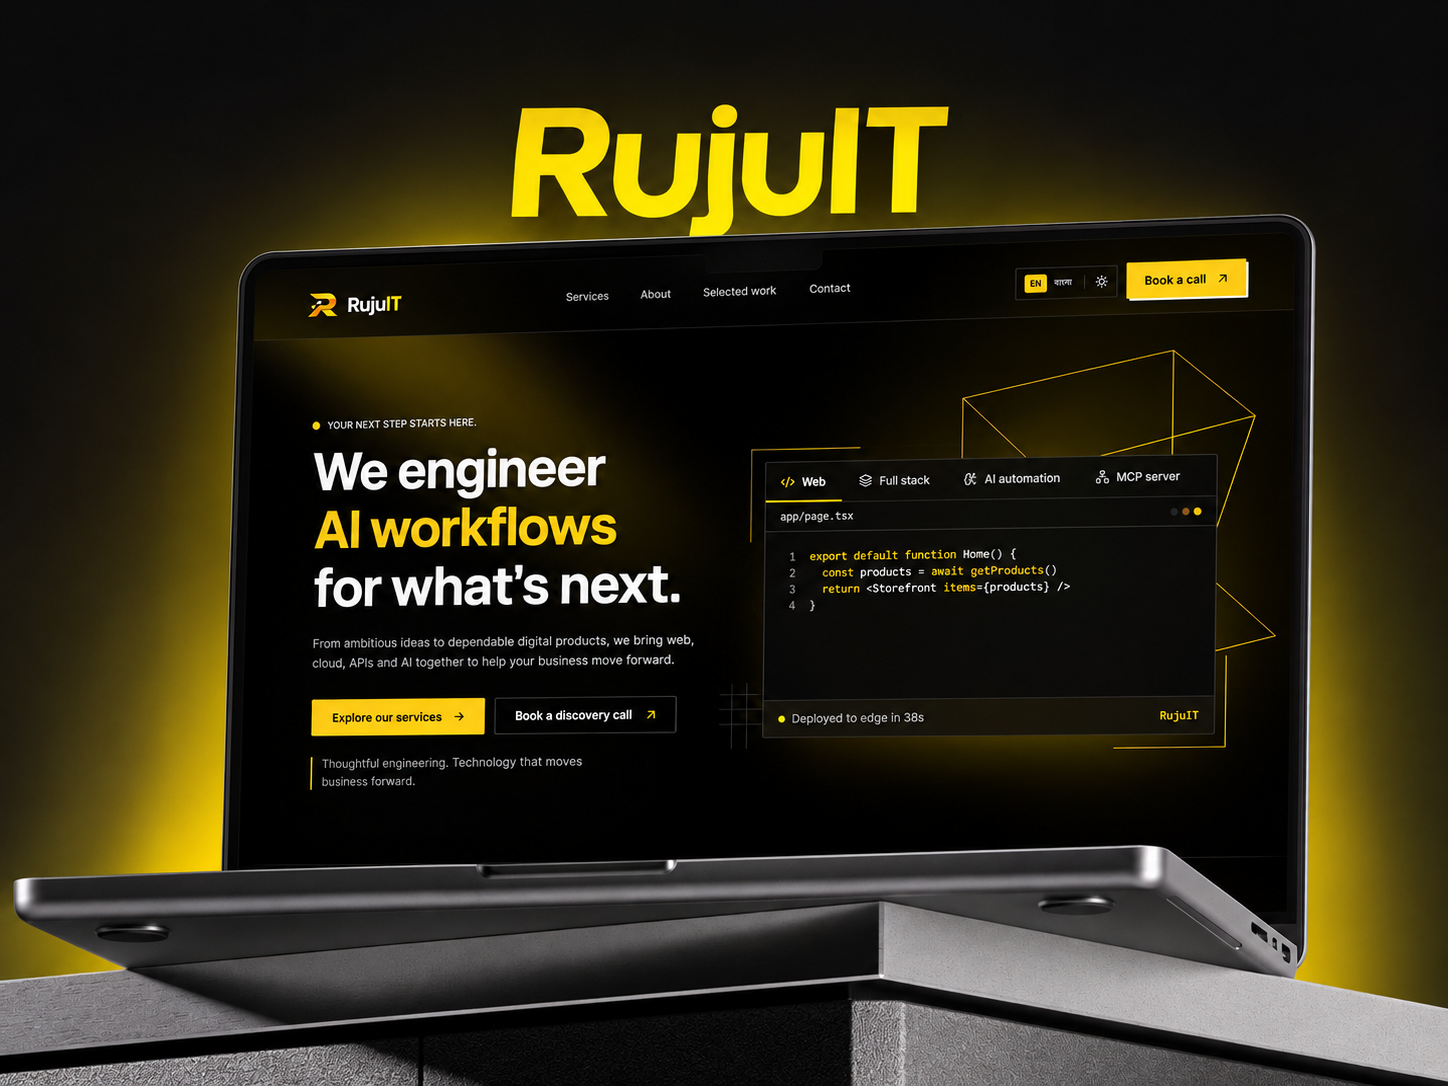 RujuIT
RujuIT
Services
About
Selected work
Contact
EN
বাংলা
Book a call
YOUR NEXT STEP STARTS HERE.
We engineer
AI workflows
for what's next.
From ambitious ideas to dependable digital products, we bring web,
cloud, APIs and AI together to help your business move forward.
Explore our services
Book a discovery call
Thoughtful engineering. Technology that moves
business forward.
Web
Full stack
AI automation
MCP server
app/page.tsx
1 export default function Home() {
2 const products = await getProducts()
3 return <Storefront items={products} />
4 }
Deployed to edge in 38s
RujuIT